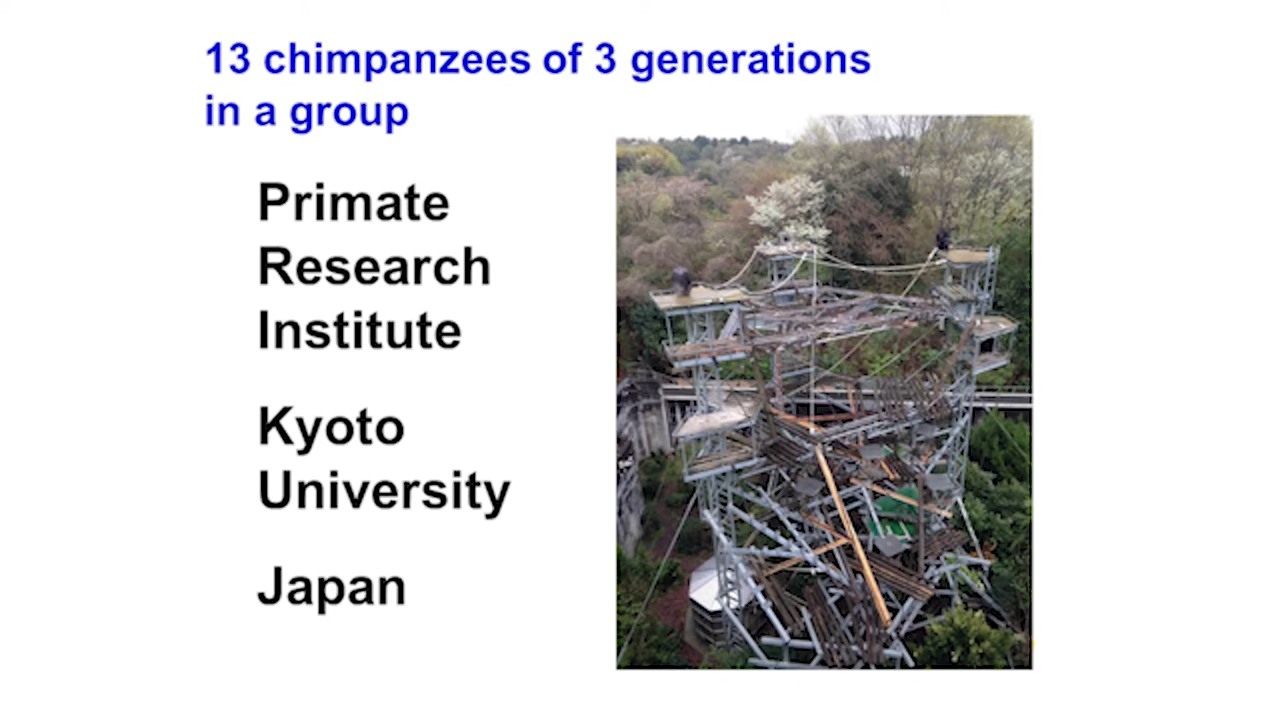 13 chimpanzees of 3 generations
in a group
Primate
Research
Institute
Kyoto
University
Japan